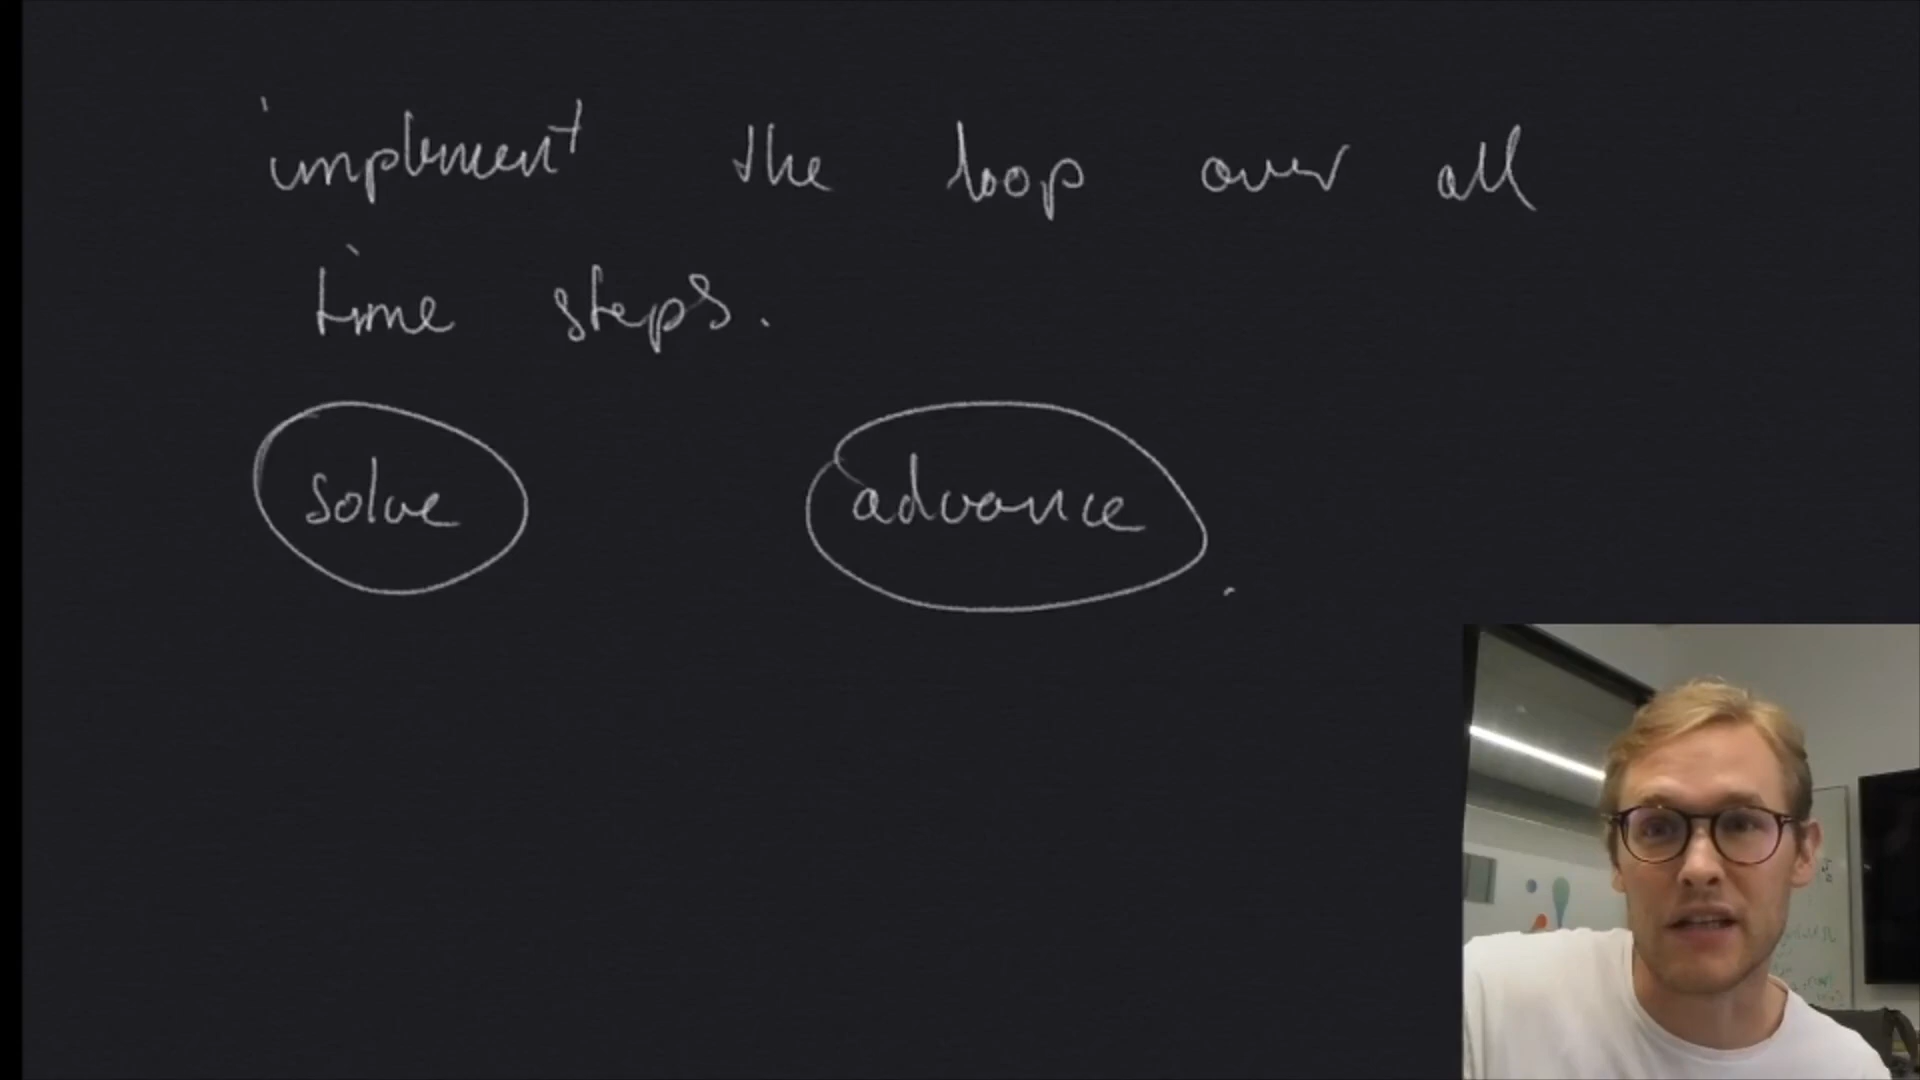 implement the loop over all
time steps.
solve advance